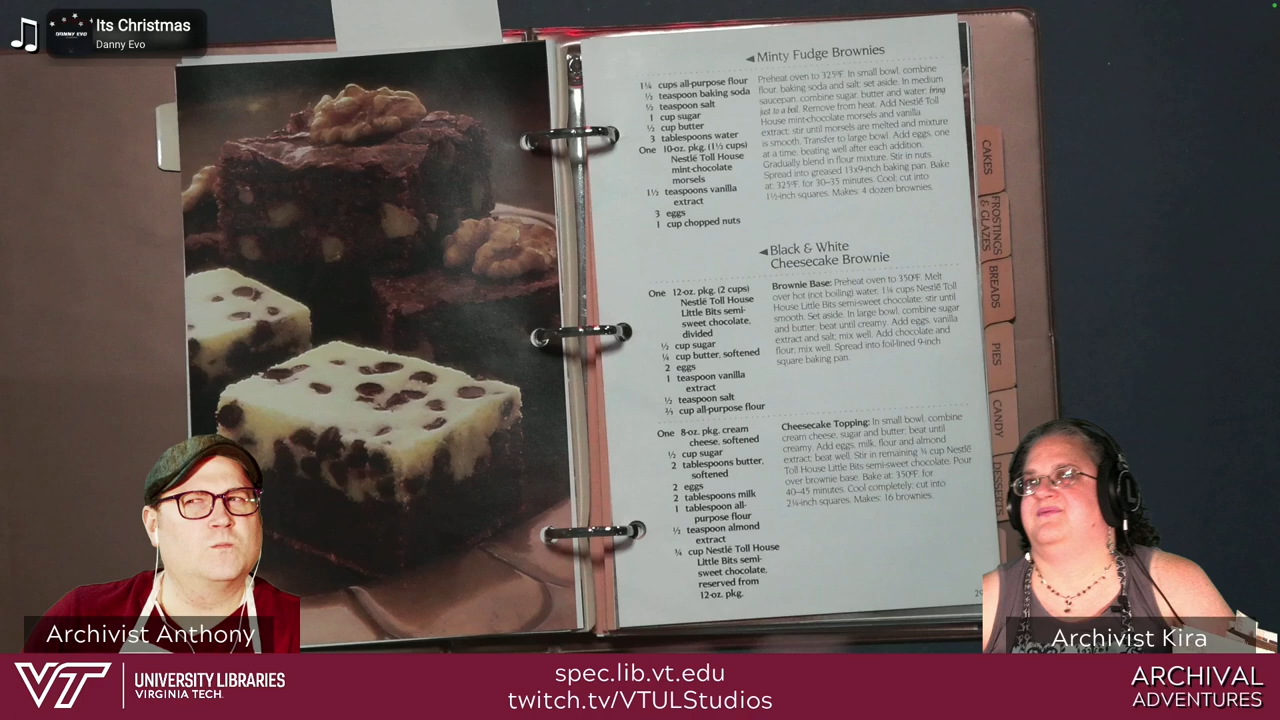 Its Christmas
Danny Evo
DANNY EVO
◄Minty Fudge Brownies
1¼ cups all-purpose flour
½ teaspoon baking soda
½ teaspoon salt
1 cup sugar
½ cup butter
3 tablespoons water
One 10-oz. pkg. (1½ cups)
Nestlé Toll House
mint-chocolate
morsels
1½ teaspoons vanilla
extract
3 eggs
1 cup chopped nuts
Preheat oven to 325°F. In small bowl, combine
flour, baking soda and salt; set aside. In medium
saucepan, combine sugar, butter and water; bring
just to a boil. Remove from heat. Add Nestlé Toll
House mint-chocolate morsels and vanilla
extract; stir until morsels are melted and mixture
is smooth. Transfer to large bowl. Add eggs, one
at a time, beating well after each addition.
Gradually blend in flour mixture. Stir in nuts.
Spread into greased 13x9-inch baking pan. Bake
at: 325°F. for 30–35 minutes. Cool; cut into
1½-inch squares. Makes: 4 dozen brownies.
◄Black & White
Cheesecake Brownie
One 12-oz. pkg. (2 cups)
Nestlé Toll House
Little Bits semi-
sweet chocolate,
divided
½ cup sugar
¼ cup butter, softened
2 eggs
1 teaspoon vanilla
extract
½ teaspoon salt
⅔ cup all-purpose flour
Brownie Base: Preheat oven to 350°F. Melt
over hot (not boiling) water, 1¼ cups Nestlé Toll
House Little Bits semi-sweet chocolate; stir until
smooth. Set aside. In large bowl, combine sugar
and butter; beat until creamy. Add eggs, vanilla
extract and salt; mix well. Add chocolate and
flour; mix well. Spread into foil-lined 9-inch
square baking pan.
One 8-oz. pkg. cream
cheese, softened
½ cup sugar
2 tablespoons butter,
softened
2 eggs
2 tablespoons milk
1 tablespoon all-
purpose flour
½ teaspoon almond
extract
¾ cup Nestlé Toll House
Little Bits semi-
sweet chocolate,
reserved from
12-oz. pkg.
Cheesecake Topping: In small bowl, combine
cream cheese, sugar and butter; beat until
creamy. Add eggs, milk, flour and almond
extract; beat well. Stir in remaining ¾ cup Nestlé
Toll House Little Bits semi-sweet chocolate. Pour
over brownie base. Bake at: 350°F. for
40–45 minutes. Cool completely; cut into
2¼-inch squares. Makes: 16 brownies.
CAKES
FROSTINGS
& GLAZES
BREADS
PIES
CANDY
DESSERTS
Archivist Anthony
Archivist Kira
VT
UNIVERSITY LIBRARIES
VIRGINIA TECH.
spec.lib.vt.edu
twitch.tv/VTULStudios
ARCHIVAL
ADVENTURES